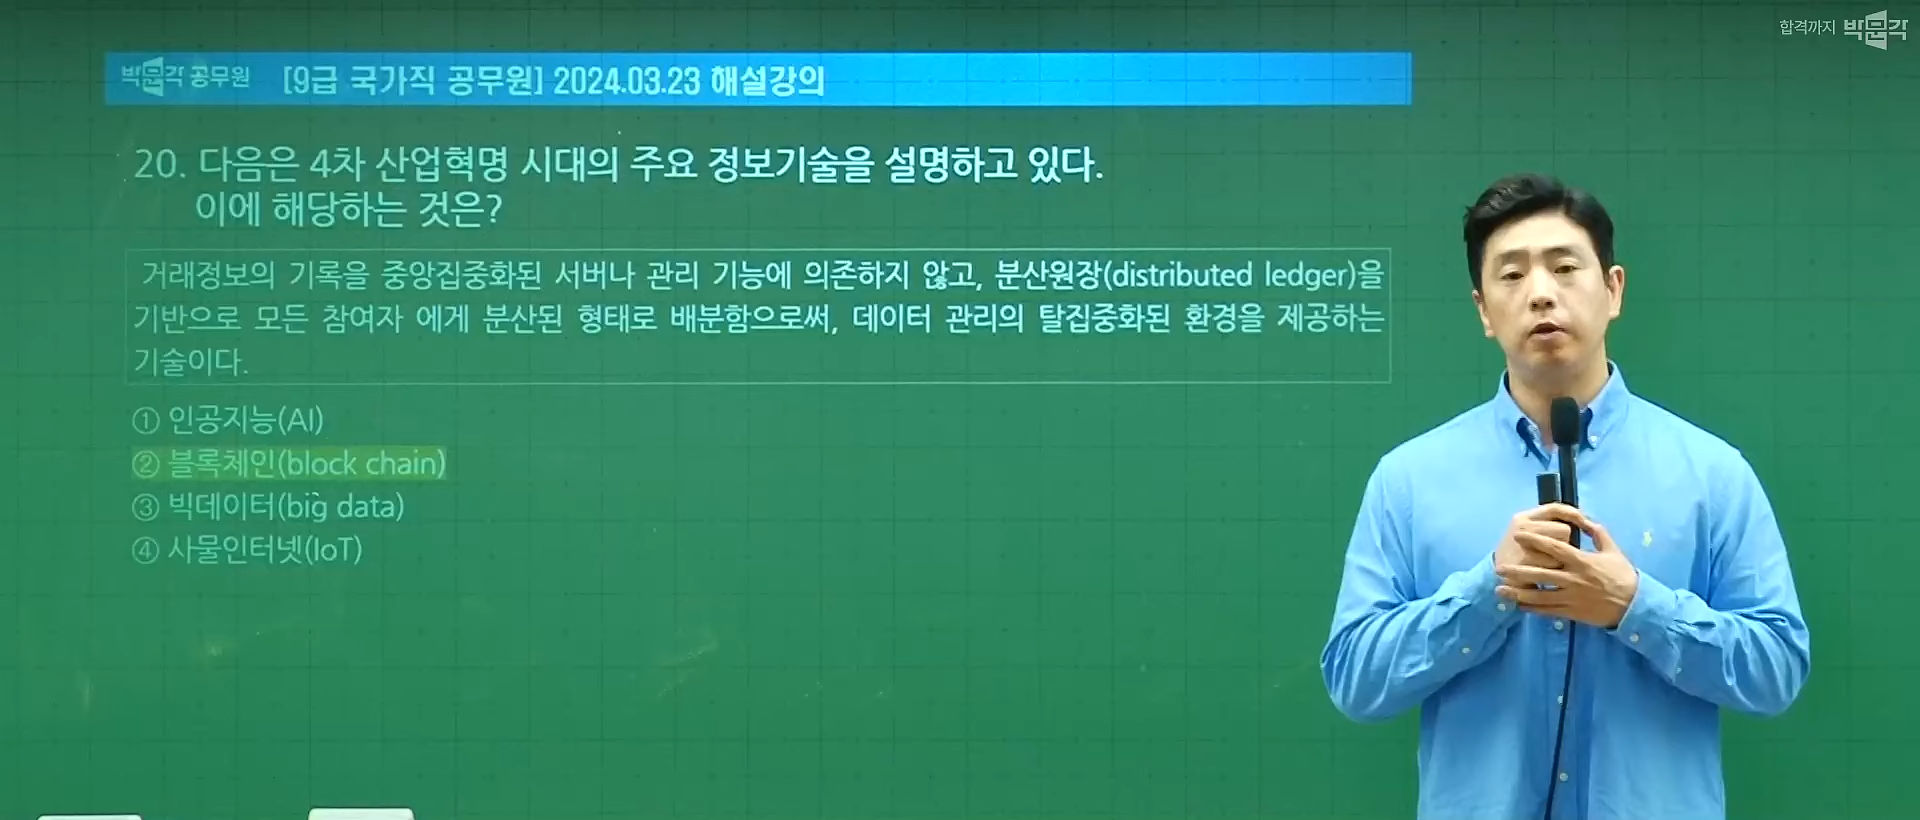 합격까지 박문각
박문각 공무원 [9급 국가직 공무원] 2024.03.23 해설강의
20. 다음은 4차 산업혁명 시대의 주요 정보기술을 설명하고 있다.
이에 해당하는 것은?
거래정보의 기록을 중앙집중화된 서버나 관리 기능에 의존하지 않고, 분산원장(distributed ledger)을
기반으로 모든 참여자 에게 분산된 형태로 배분함으로써, 데이터 관리의 탈집중화된 환경을 제공하는
기술이다.
① 인공지능(AI)
② 블록체인(block chain)
③ 빅데이터(big data)
④ 사물인터넷(IoT)